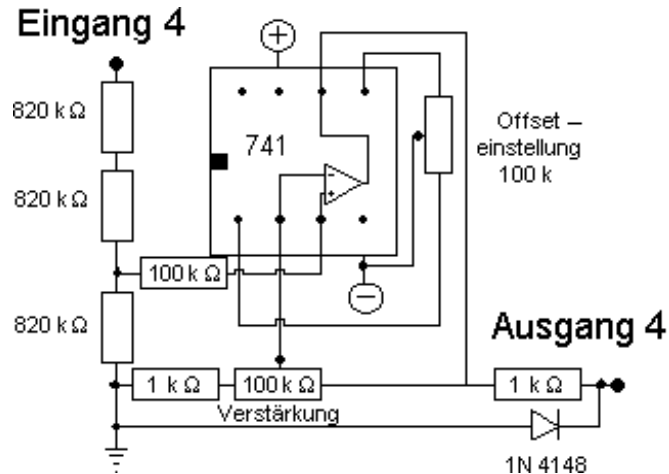 Eingang 4
820 k Ω
820 k Ω
820 k Ω
741
Offset –
einstellung
100 k
100 k Ω
Ausgang 4
1 k Ω
100 k Ω
1 k Ω
Verstärkung
1N 4148